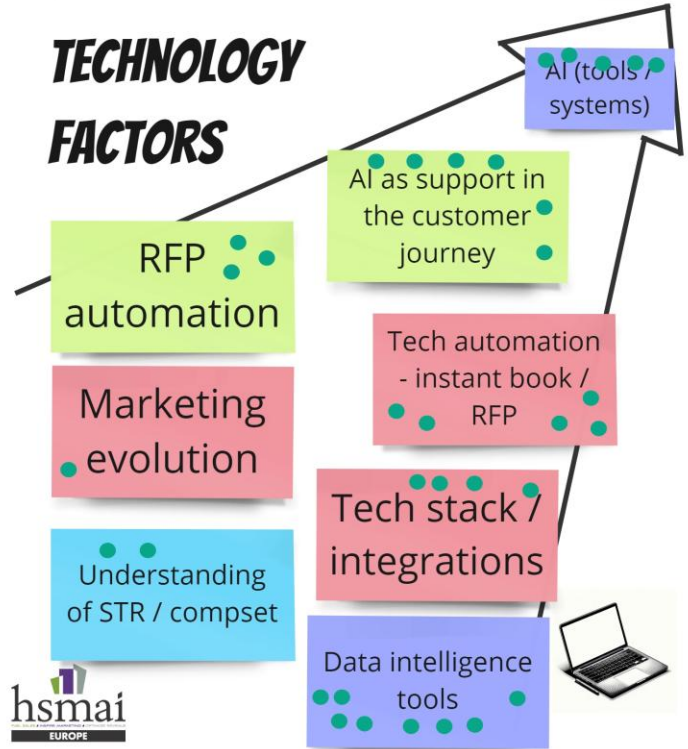 TECHNOLOGY
FACTORS
AI (tools /
systems)
AI as support in
the customer
journey
RFP
automation
Tech automation
- instant book /
RFP
Marketing
evolution
Tech stack /
integrations
Understanding
of STR / compset
Data intelligence
tools
hsmai
EUROPE